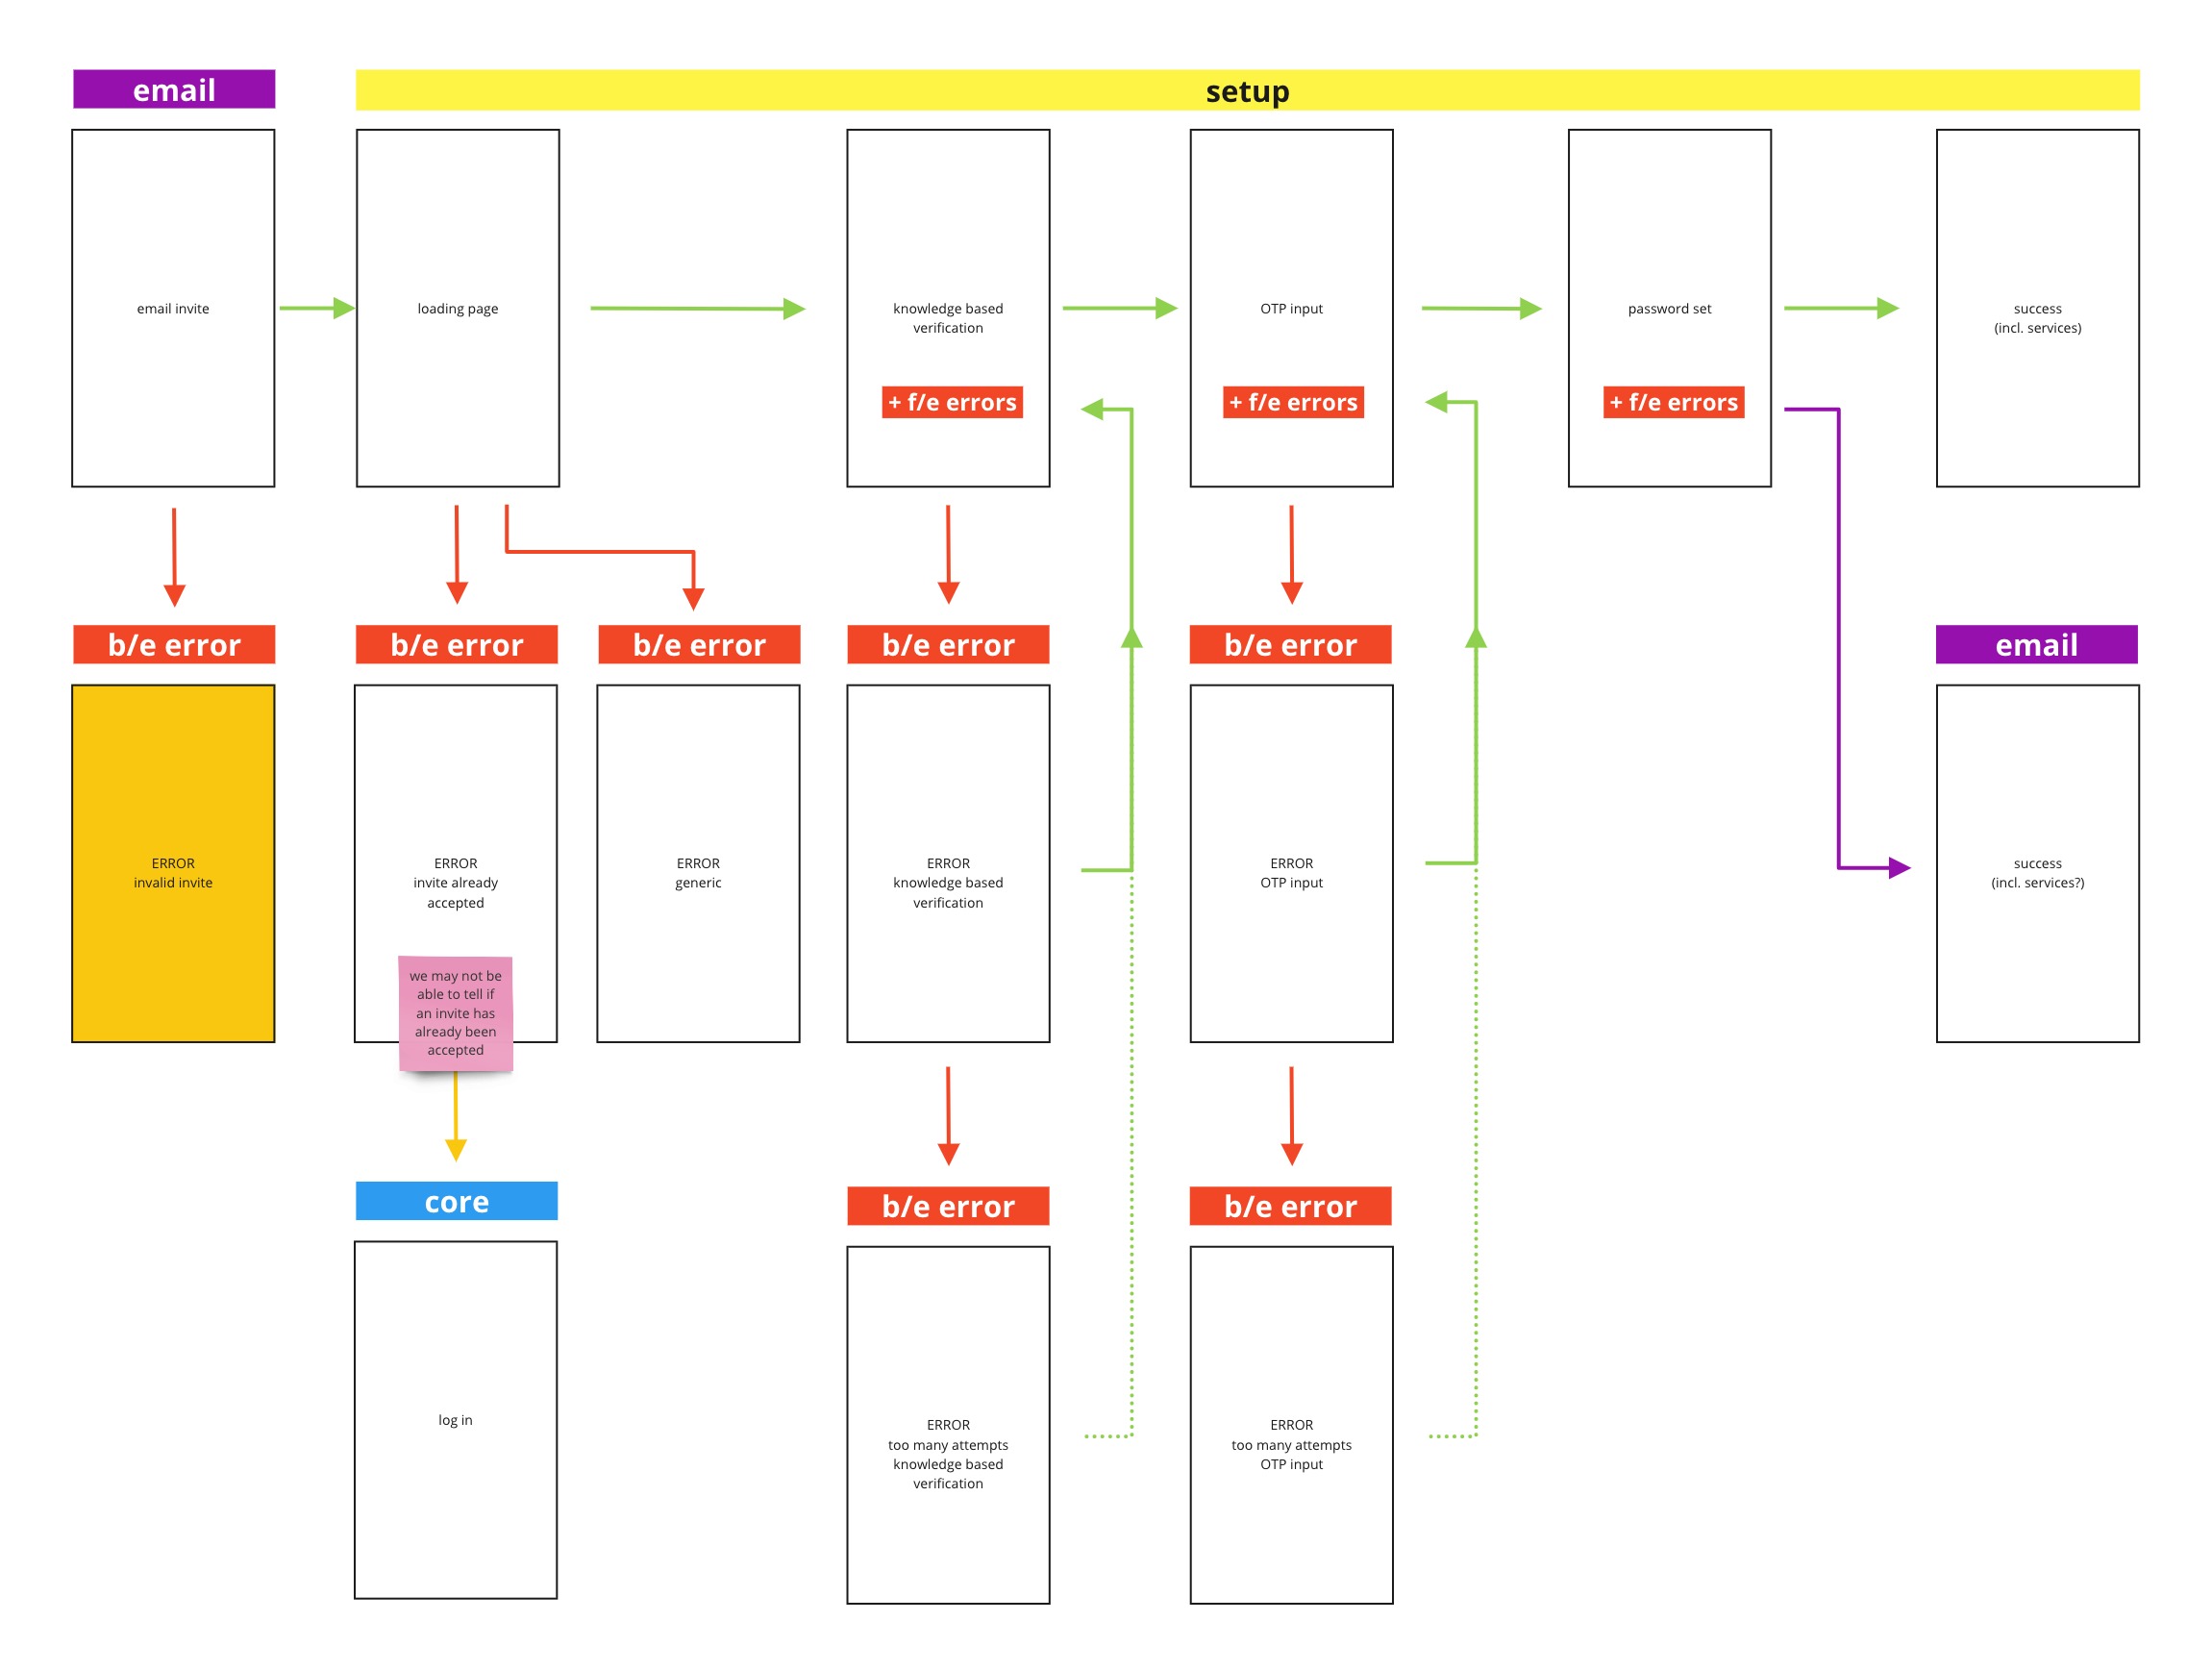 email
setup
email invite
loading page
knowledge based
verification
+ f/e errors
OTP input
+ f/e errors
password set
+ f/e errors
success
(incl. services)
b/e error
b/e error
b/e error
b/e error
b/e error
email
ERROR
invalid invite
ERROR
invite already
accepted
we may not be
able to tell if
an invite has
already been
accepted
ERROR
generic
ERROR
knowledge based
verification
ERROR
OTP input
success
(incl. services?)
core
b/e error
b/e error
log in
ERROR
too many attempts
knowledge based
verification
ERROR
too many attempts
OTP input